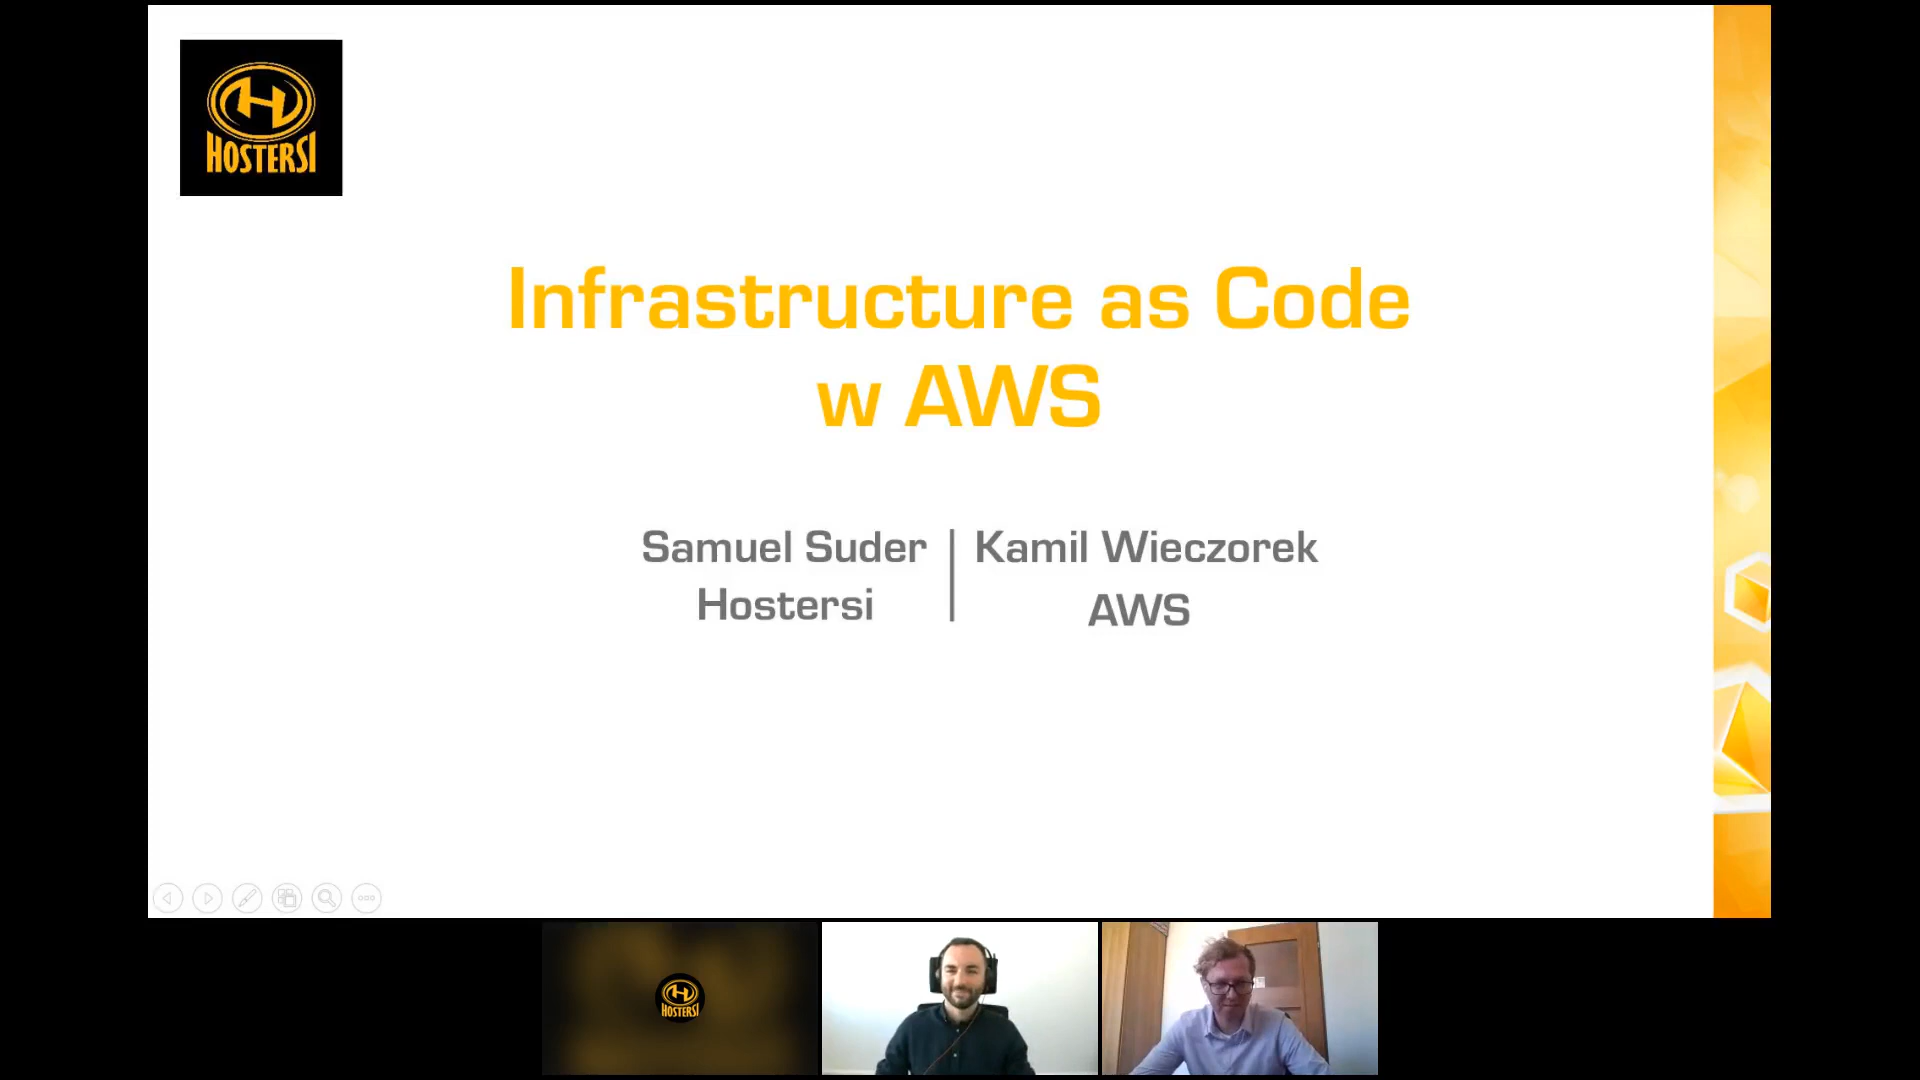 HOSTERSI
Infrastructure as Code
w AWS
Samuel Suder
Hostersi
Kamil Wieczorek
AWS
HOSTERSI